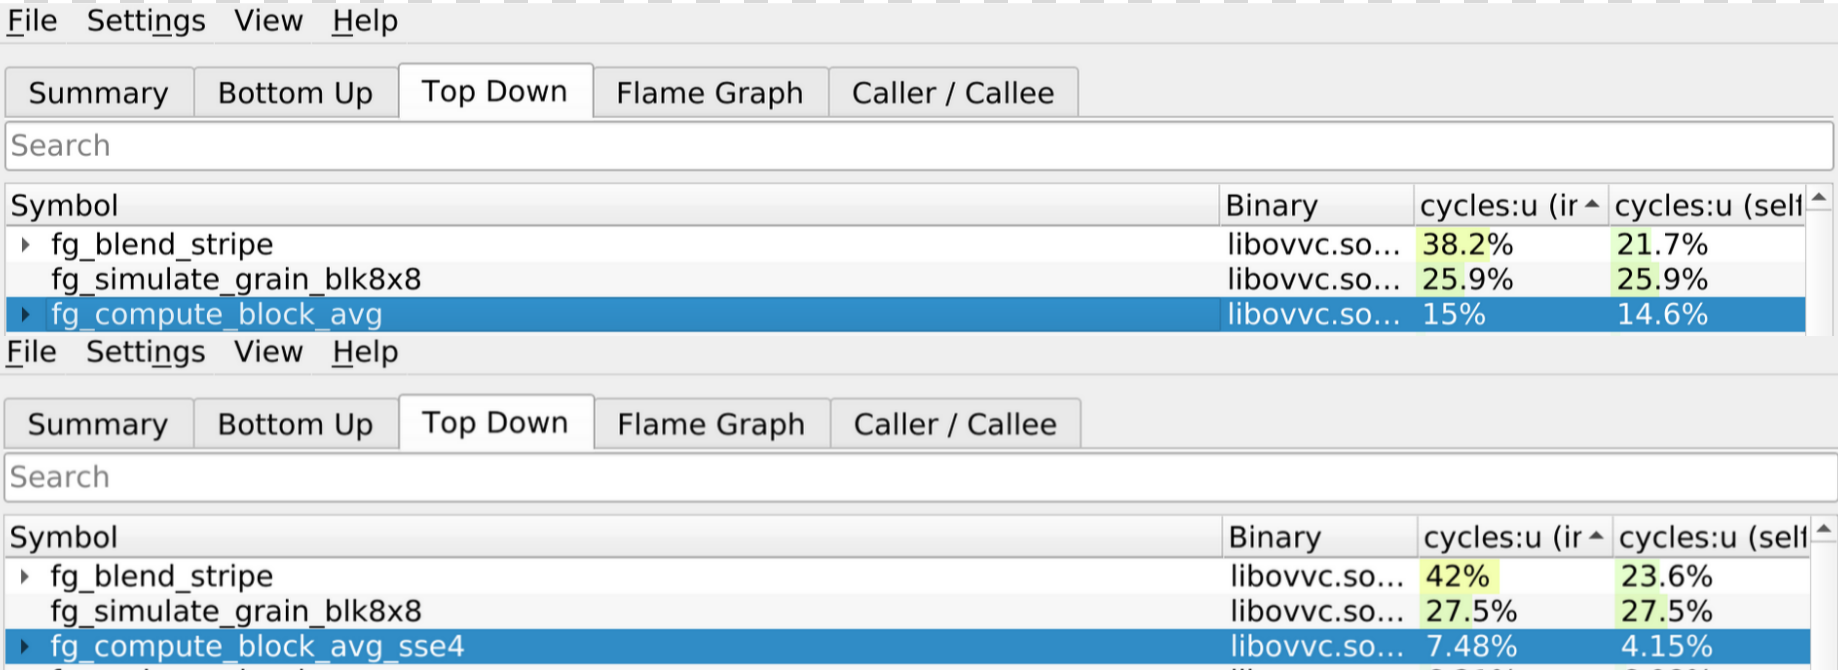 File Settings View Help
Summary Bottom Up Top Down Flame Graph Caller / Callee
Search
Symbol Binary cycles:u (ir cycles:u (self
fg_blend_stripe libovvc.so... 38.2% 21.7%
fg_simulate_grain_blk8x8 libovvc.so... 25.9% 25.9%
fg_compute_block_avg libovvc.so... 15% 14.6%
File Settings View Help
Summary Bottom Up Top Down Flame Graph Caller / Callee
Search
Symbol Binary cycles:u (ir cycles:u (self
fg_blend_stripe libovvc.so... 42% 23.6%
fg_simulate_grain_blk8x8 libovvc.so... 27.5% 27.5%
fg_compute_block_avg_sse4 libovvc.so... 7.48% 4.15%